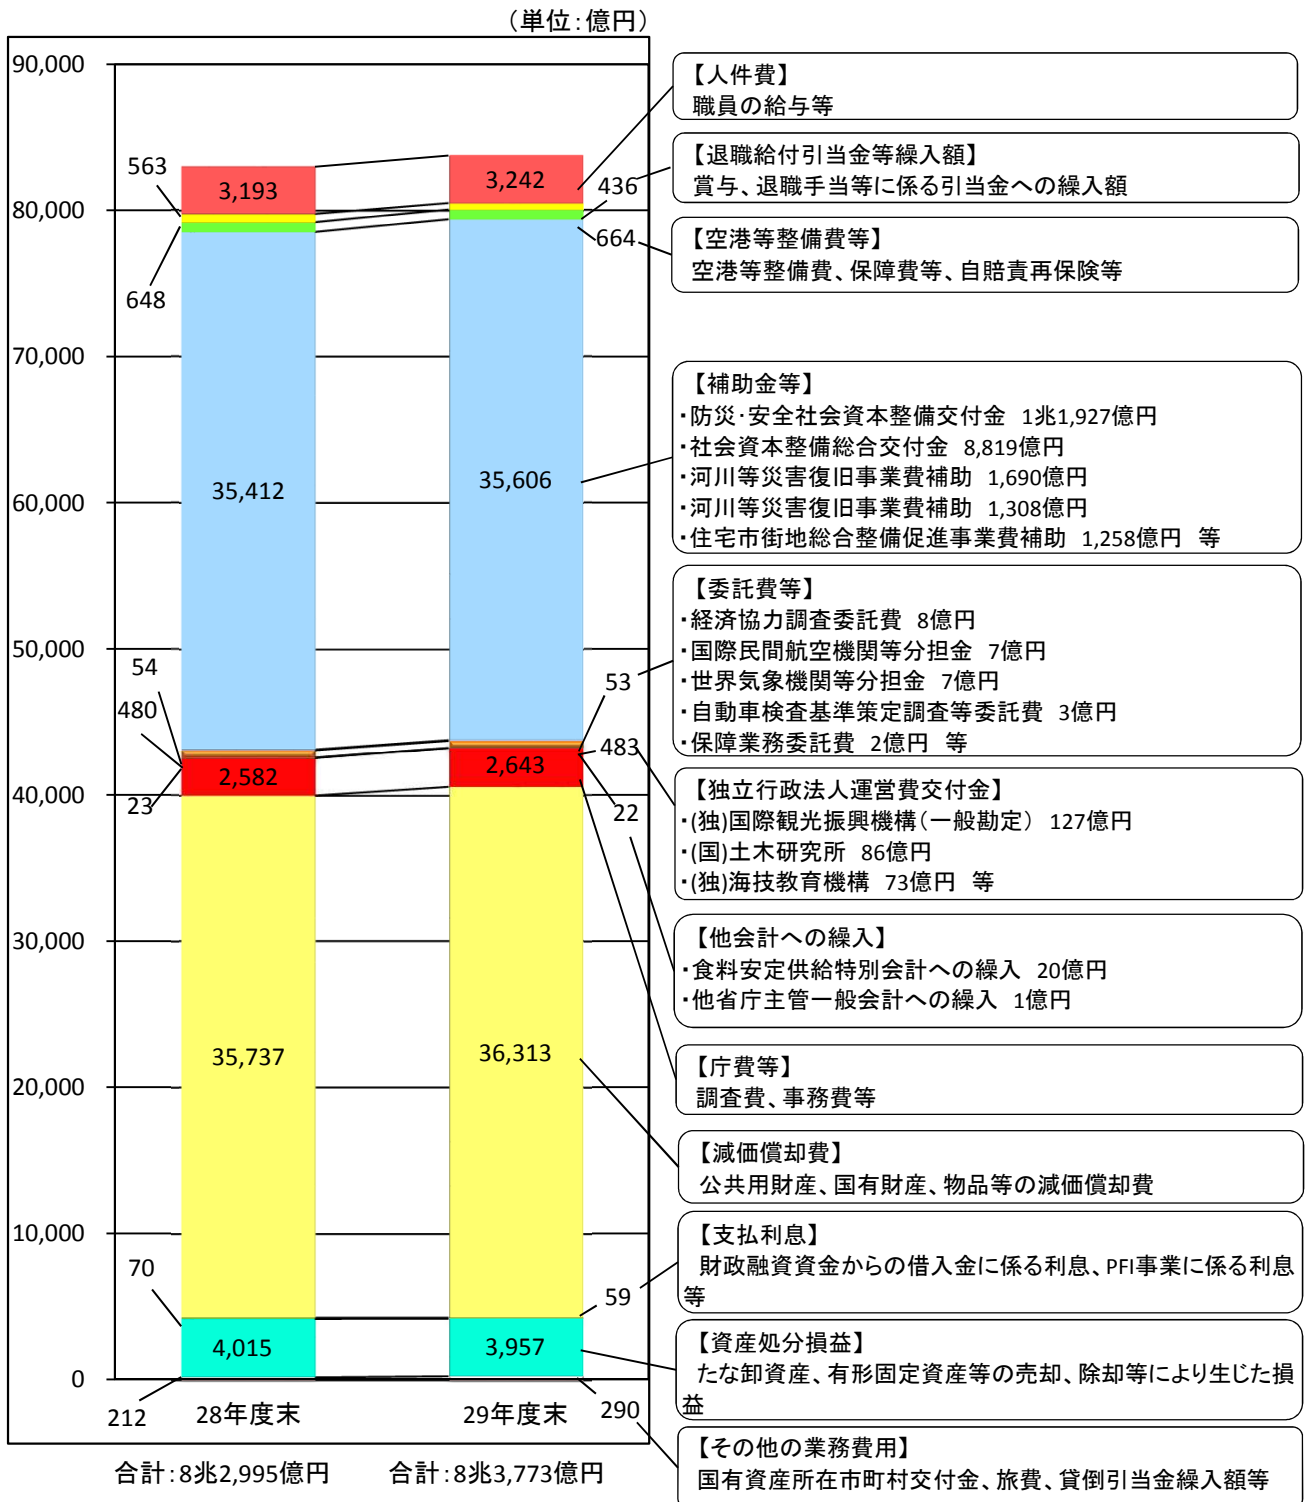 （単位：億円）
90,000
80,000
70,000
60,000
50,000
40,000
30,000
20,000
10,000
0
563
3,193
648
35,412
54
480
2,582
23
35,737
70
4,015
212
28年度末
3,242
436
664
35,606
53
483
2,643
22
36,313
59
3,957
290
29年度末
合計：8兆2,995億円
合計：8兆3,773億円
【人件費】
職員の給与等
【退職給付引当金等繰入額】
賞与、退職手当等に係る引当金への繰入額
【空港等整備費等】
空港等整備費、保障費等、自賠責再保険等
【補助金等】
・防災・安全社会資本整備交付金 1兆1,927億円
・社会資本整備総合交付金 8,819億円
・河川等災害復旧事業費補助 1,690億円
・河川等災害復旧事業費補助 1,308億円
・住宅市街地総合整備促進事業費補助 1,258億円 等
【委託費等】
・経済協力調査委託費 8億円
・国際民間航空機関等分担金 7億円
・世界気象機関等分担金 7億円
・自動車検査基準策定調査等委託費 3億円
・保障業務委託費 2億円 等
【独立行政法人運営費交付金】
・(独)国際観光振興機構（一般勘定） 127億円
・(国)土木研究所 86億円
・(独)海技教育機構 73億円 等
【他会計への繰入】
・食料安定供給特別会計への繰入 20億円
・他省庁主管一般会計への繰入 1億円
【庁費等】
調査費、事務費等
【減価償却費】
公共用財産、国有財産、物品等の減価償却費
【支払利息】
財政融資資金からの借入金に係る利息、PFI事業に係る利息
等
【資産処分損益】
たな卸資産、有形固定資産等の売却、除却等により生じた損
益
【その他の業務費用】
国有資産所在市町村交付金、旅費、貸倒引当金繰入額等